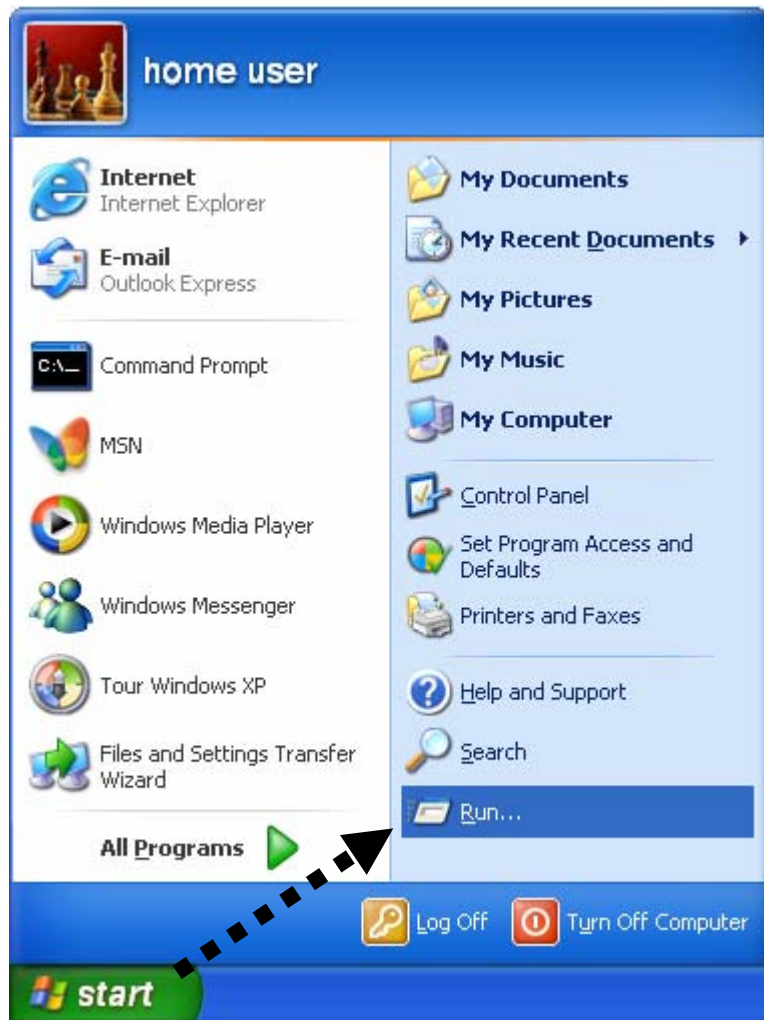 home user
Internet
Internet Explorer
E-mail
Outlook Express
C:\_
Command Prompt
MSN
Windows Media Player
Windows Messenger
Tour Windows XP
Files and Settings Transfer
Wizard
All Programs
My Documents
My Recent Documents
My Pictures
My Music
My Computer
Control Panel
Set Program Access and
Defaults
Printers and Faxes
Help and Support
Search
Run...
Log Off
Turn Off Computer
start